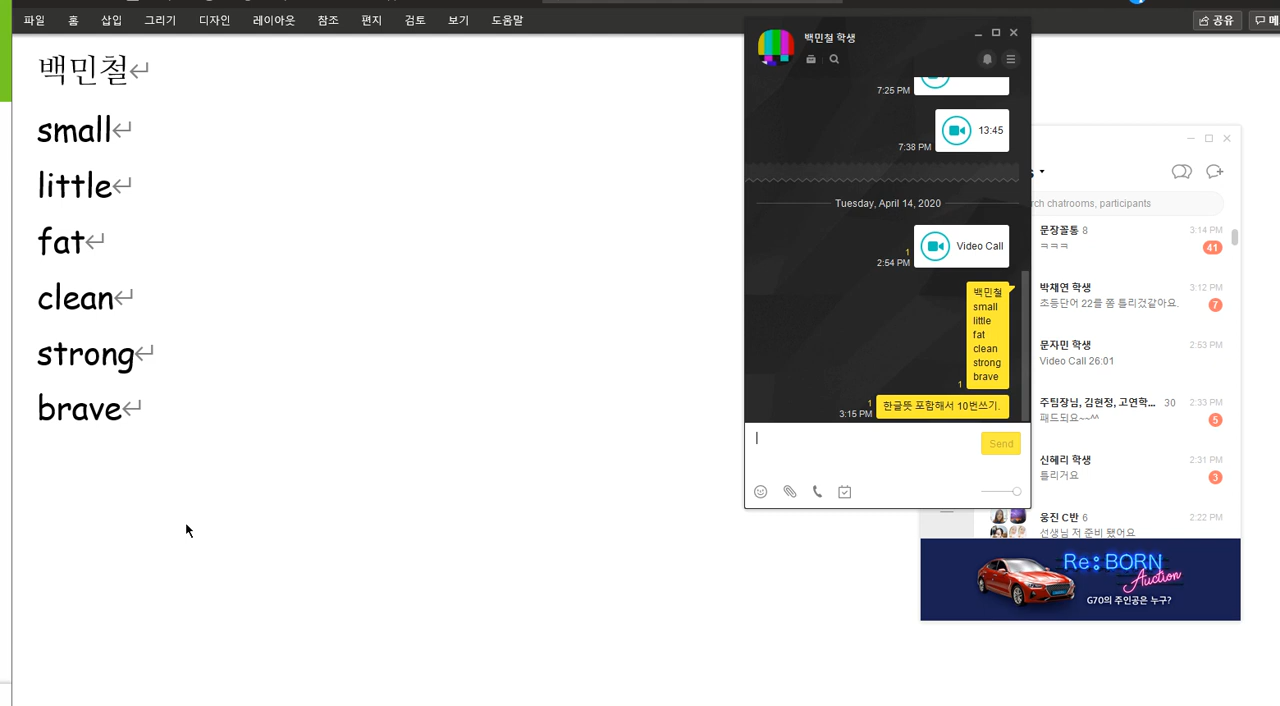 파일 홈 삽입 그리기 디자인 레이아웃 참조 편지 검토 보기 도움말
공유
백민철
small
little
fat
clean
strong
brave
백민철 학생
7:25 PM
13:45
7:38 PM
Tuesday, April 14, 2020
Video Call
1
2:54 PM
백민철
small
little
fat
clean
strong
brave
1
한글뜻 포함해서 10번쓰기.
1
3:15 PM
Send
rch chatrooms, participants
문장꼴통 8
3:14 PM
ㅋㅋㅋ
41
박채연 학생
3:12 PM
초등단어 22를 쫌 틀리것같아요.
7
문자민 학생
2:53 PM
Video Call 26:01
주팀장님, 김현정, 고연학... 30
2:33 PM
패드되요~~^^
5
신혜리 학생
2:31 PM
틀리거요
3
웅진 C반 6
2:22 PM
선생님 저 준비 됐어요
Re:BORN
Auction
G70의 주인공은 누구?